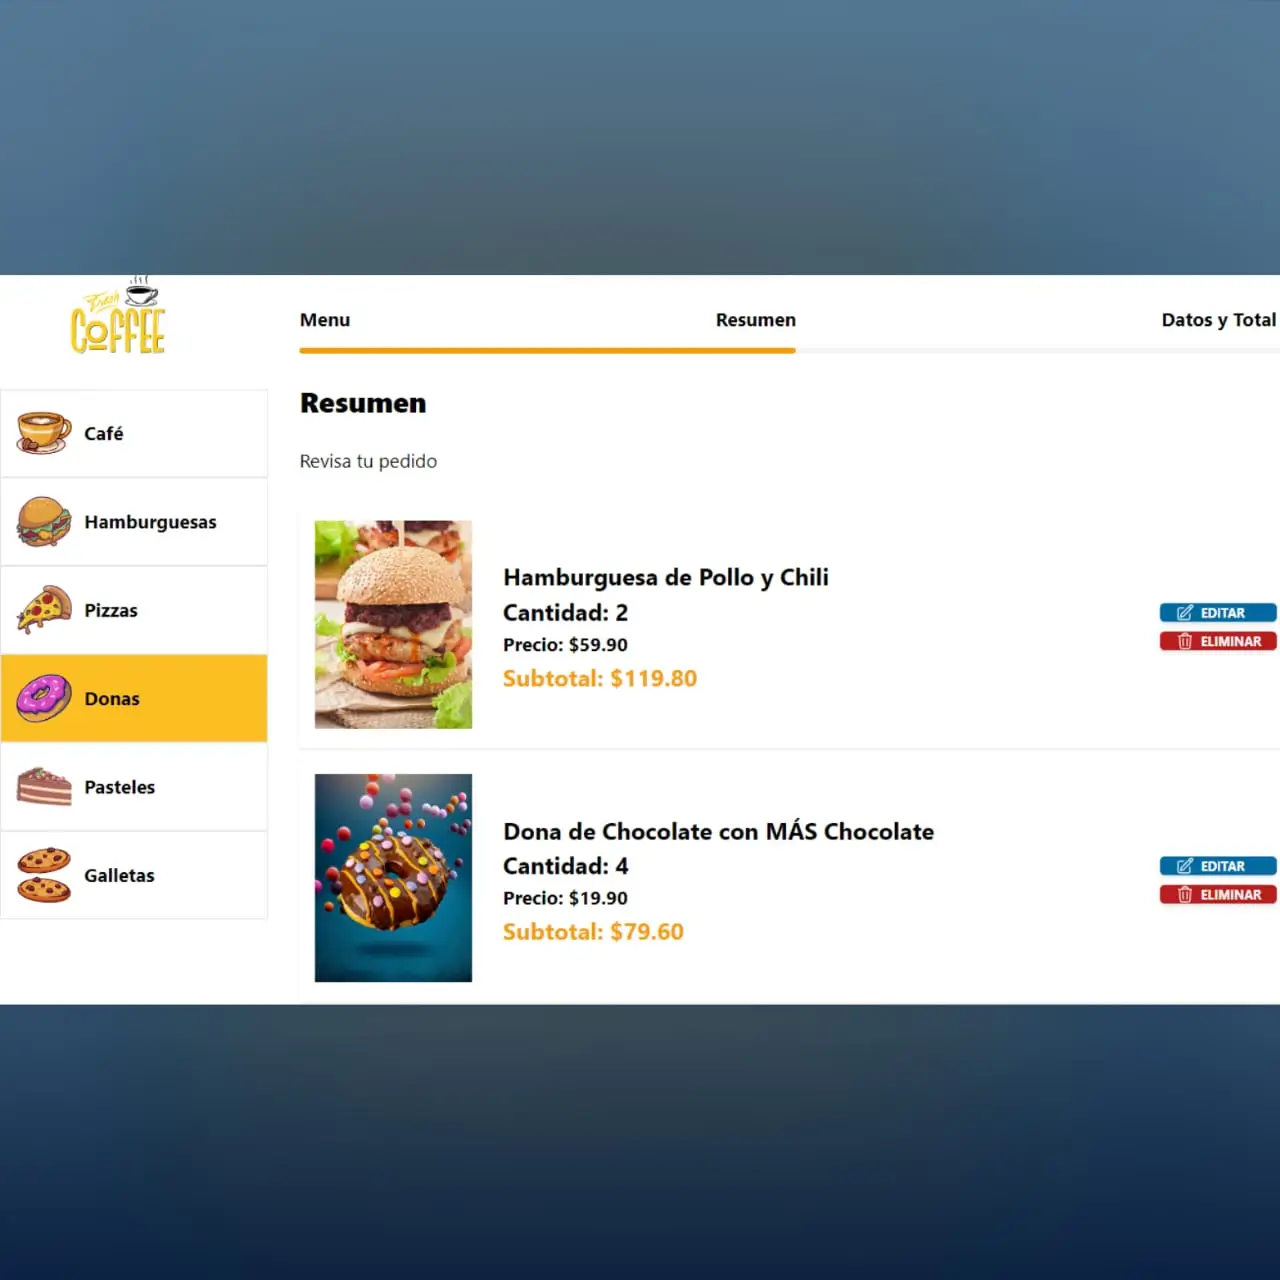 Fresh
COFFEE
Menu
Resumen
Datos y Total
Café
Hamburguesas
Pizzas
Donas
Pasteles
Galletas
Resumen
Revisa tu pedido
Hamburguesa de Pollo y Chili
Cantidad: 2
Precio: $59.90
Subtotal: $119.80
EDITAR
ELIMINAR
Dona de Chocolate con MÁS Chocolate
Cantidad: 4
Precio: $19.90
Subtotal: $79.60
EDITAR
ELIMINAR